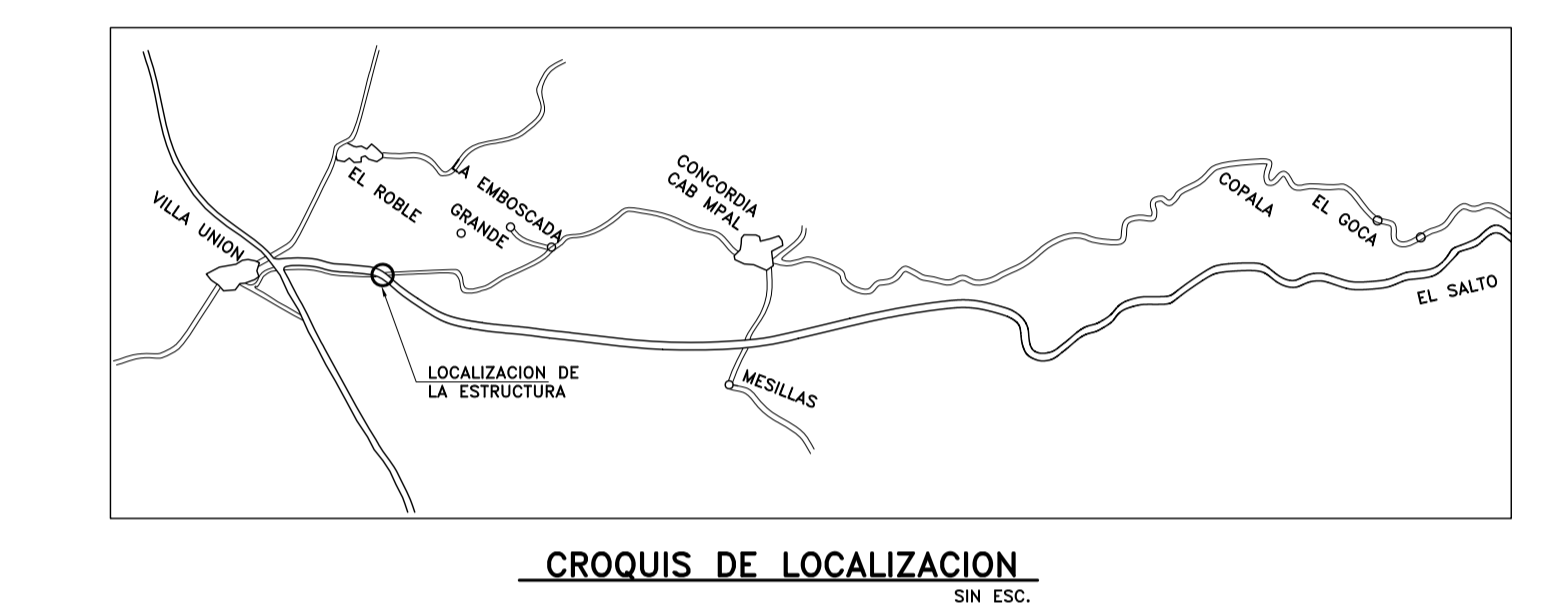 VILLA UNION
EL ROBLE
LA EMBOSCADA
GRANDE
CONCORDIA
CAB MPAL
COPALA
EL GOCA
EL SALTO
MESILLAS
LOCALIZACION DE
LA ESTRUCTURA
CROQUIS DE LOCALIZACION
SIN ESC.